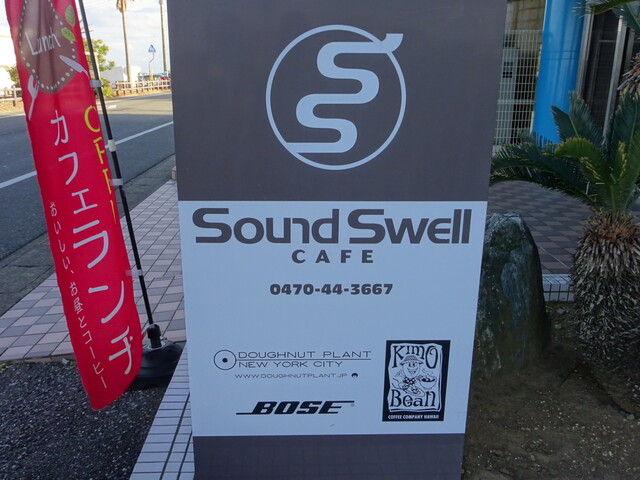 Lunch
OPEN
カフェランチ
おいしい、お昼とコーヒー
Sound Swell
CAFE
0470-44-3667
DOUGHNUT PLANT
NEW YORK CITY
WWW.DOUGHNUTPLANT.JP
BOSE
KIMO
BEAN
COFFEE COMPANY HAWAII